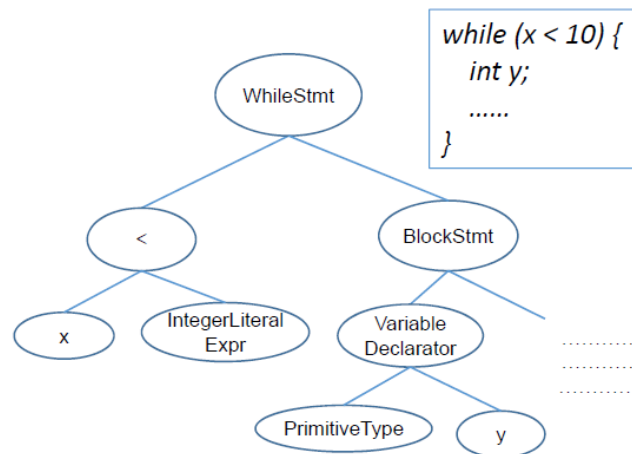 while (x < 10) {
int y;
......
}
WhileStmt
<
BlockStmt
x
IntegerLiteral
Expr
Variable
Declarator
............
............
............
PrimitiveType
y